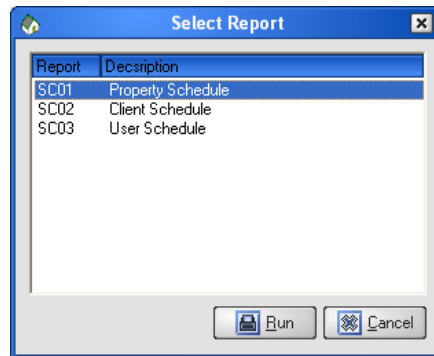 Select Report
Report Decsription
SC01 Property Schedule
SC02 Client Schedule
SC03 User Schedule
Run Cancel